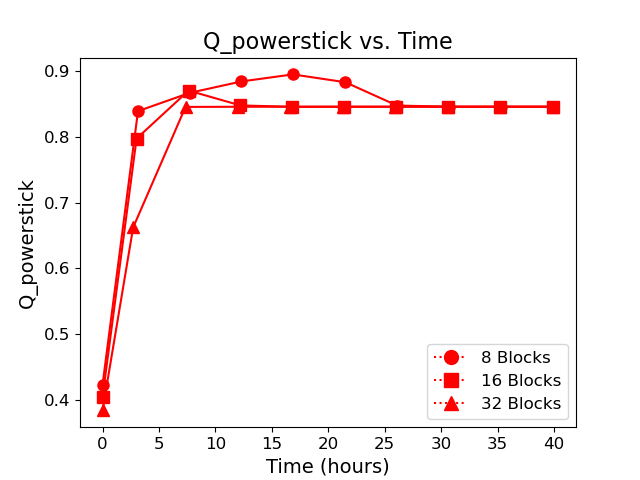 Q_powerstick vs. Time
0.9
0.8
0.7
0.6
0.5
0.4
Q_powerstick
8 Blocks
16 Blocks
32 Blocks
0 5 10 15 20 25 30 35 40
Time (hours)